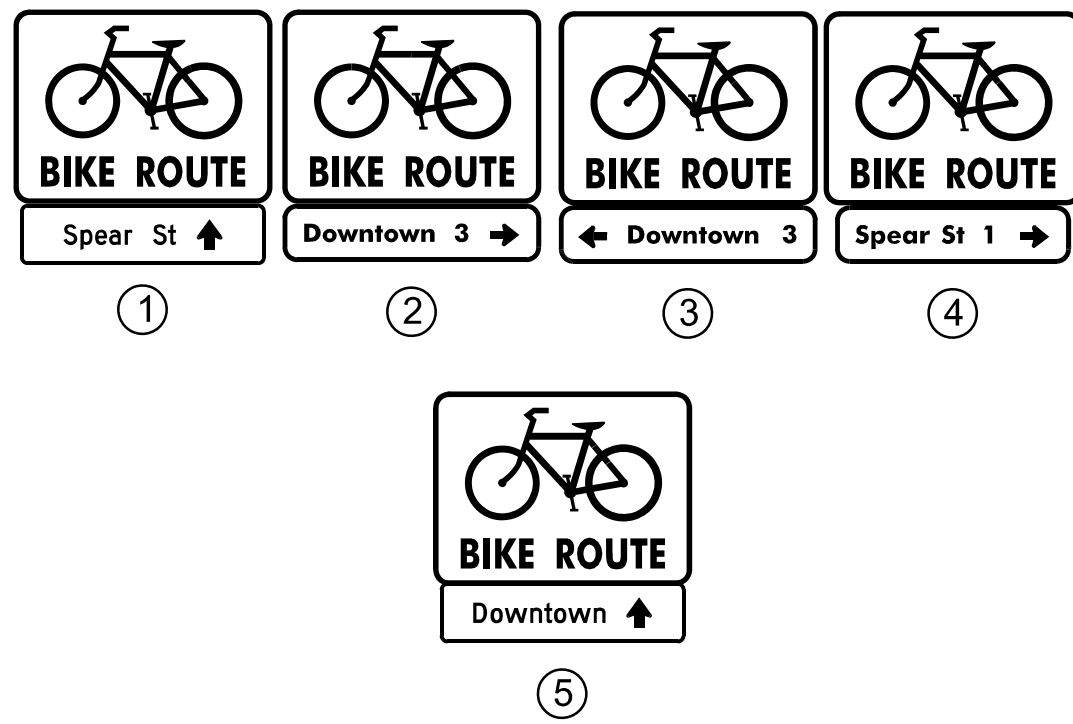 BIKE ROUTE
Spear St ↑
1
BIKE ROUTE
Downtown 3 →
2
BIKE ROUTE
← Downtown 3
3
BIKE ROUTE
Spear St 1 →
4
BIKE ROUTE
Downtown ↑
5